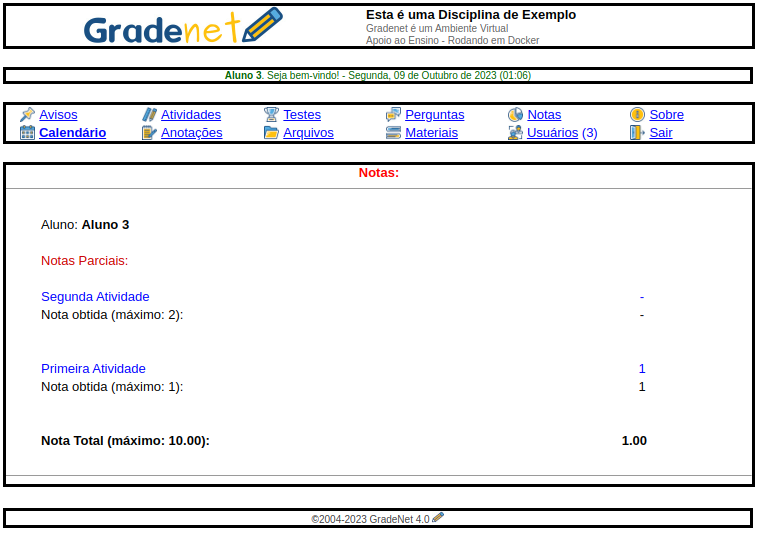 Gradenet
Esta é uma Disciplina de Exemplo
Gradenet é um Ambiente Virtual
Apoio ao Ensino - Rodando em Docker
Aluno 3. Seja bem-vindo! - Segunda, 09 de Outubro de 2023 (01:06)
Avisos Atividades Testes Perguntas Notas Sobre
Calendário Anotações Arquivos Materiais Usuários (3) Sair
Notas:
Aluno: Aluno 3
Notas Parciais:
Segunda Atividade -
Nota obtida (máximo: 2): -
Primeira Atividade 1
Nota obtida (máximo: 1): 1
Nota Total (máximo: 10.00): 1.00
©2004-2023 GradeNet 4.0